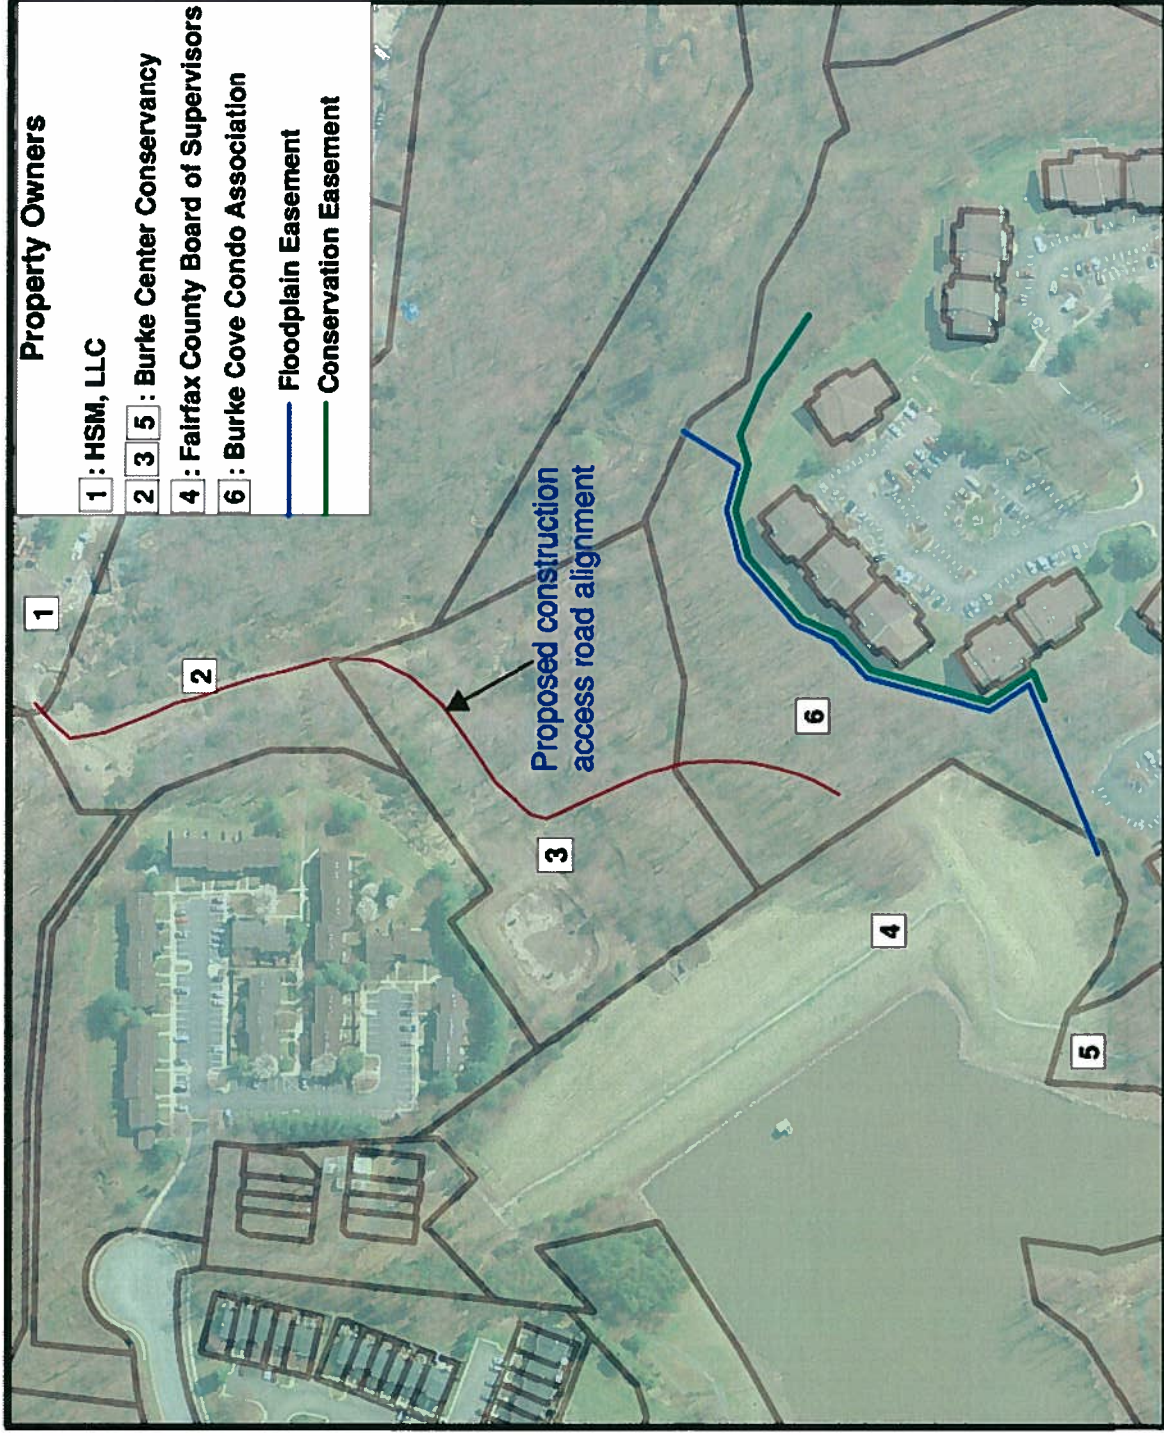 Property Owners
1 : HSM, LLC
2 3 5 : Burke Center Conservancy
4 : Fairfax County Board of Supervisors
6 : Burke Cove Condo Association
Floodplain Easement
Conservation Easement
1
2
Proposed construction
access road alignment
3
6
4
5